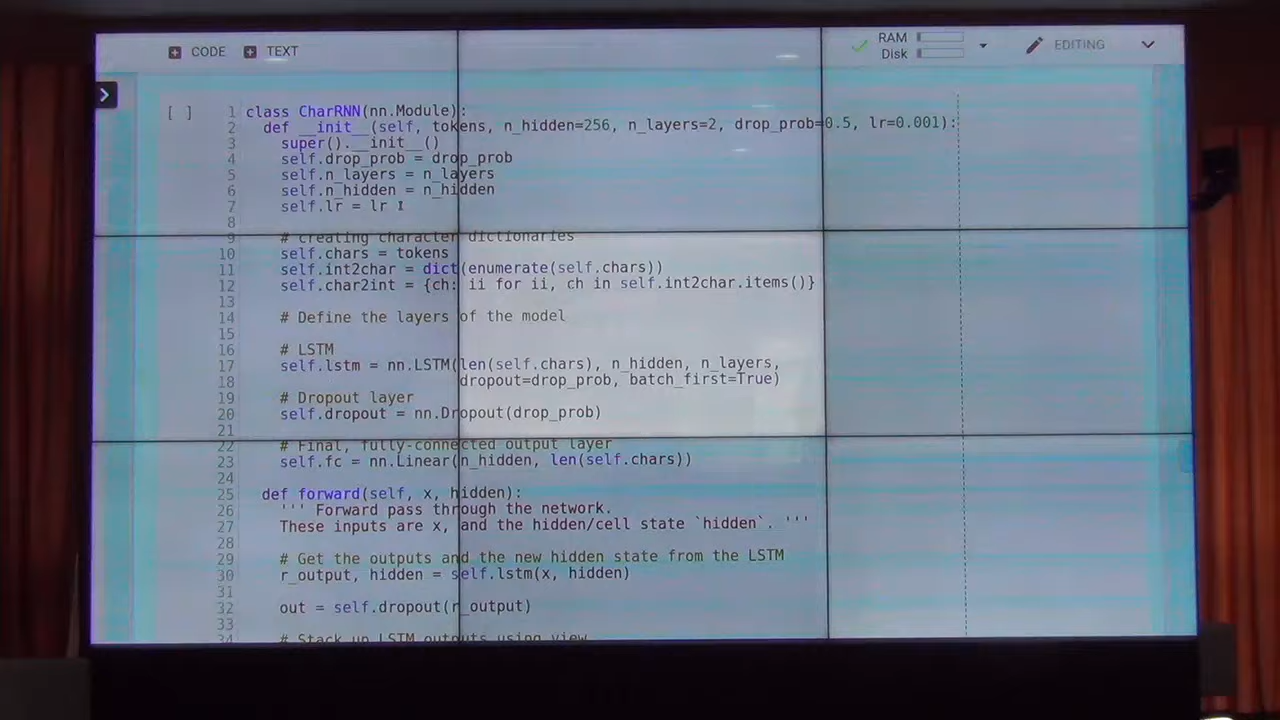 CODE TEXT RAM Disk EDITING
[ ] 1 class CharRNN(nn.Module):
2 def __init__(self, tokens, n_hidden=256, n_layers=2, drop_prob=0.5, lr=0.001):
3 super().__init__()
4 self.drop_prob = drop_prob
5 self.n_layers = n_layers
6 self.n_hidden = n_hidden
7 self.lr = lr
8
9 # creating character dictionaries
10 self.chars = tokens
11 self.int2char = dict(enumerate(self.chars))
12 self.char2int = {ch: ii for ii, ch in self.int2char.items()}
13
14 # Define the layers of the model
15
16 # LSTM
17 self.lstm = nn.LSTM(len(self.chars), n_hidden, n_layers,
18 dropout=drop_prob, batch_first=True)
19 # Dropout layer
20 self.dropout = nn.Dropout(drop_prob)
21
22 # Final, fully-connected output layer
23 self.fc = nn.Linear(n_hidden, len(self.chars))
24
25 def forward(self, x, hidden):
26 ''' Forward pass through the network.
27 These inputs are x, and the hidden/cell state `hidden`. '''
28
29 # Get the outputs and the new hidden state from the LSTM
30 r_output, hidden = self.lstm(x, hidden)
31
32 out = self.dropout(r_output)
33
34 # Stack up LSTM outputs using view